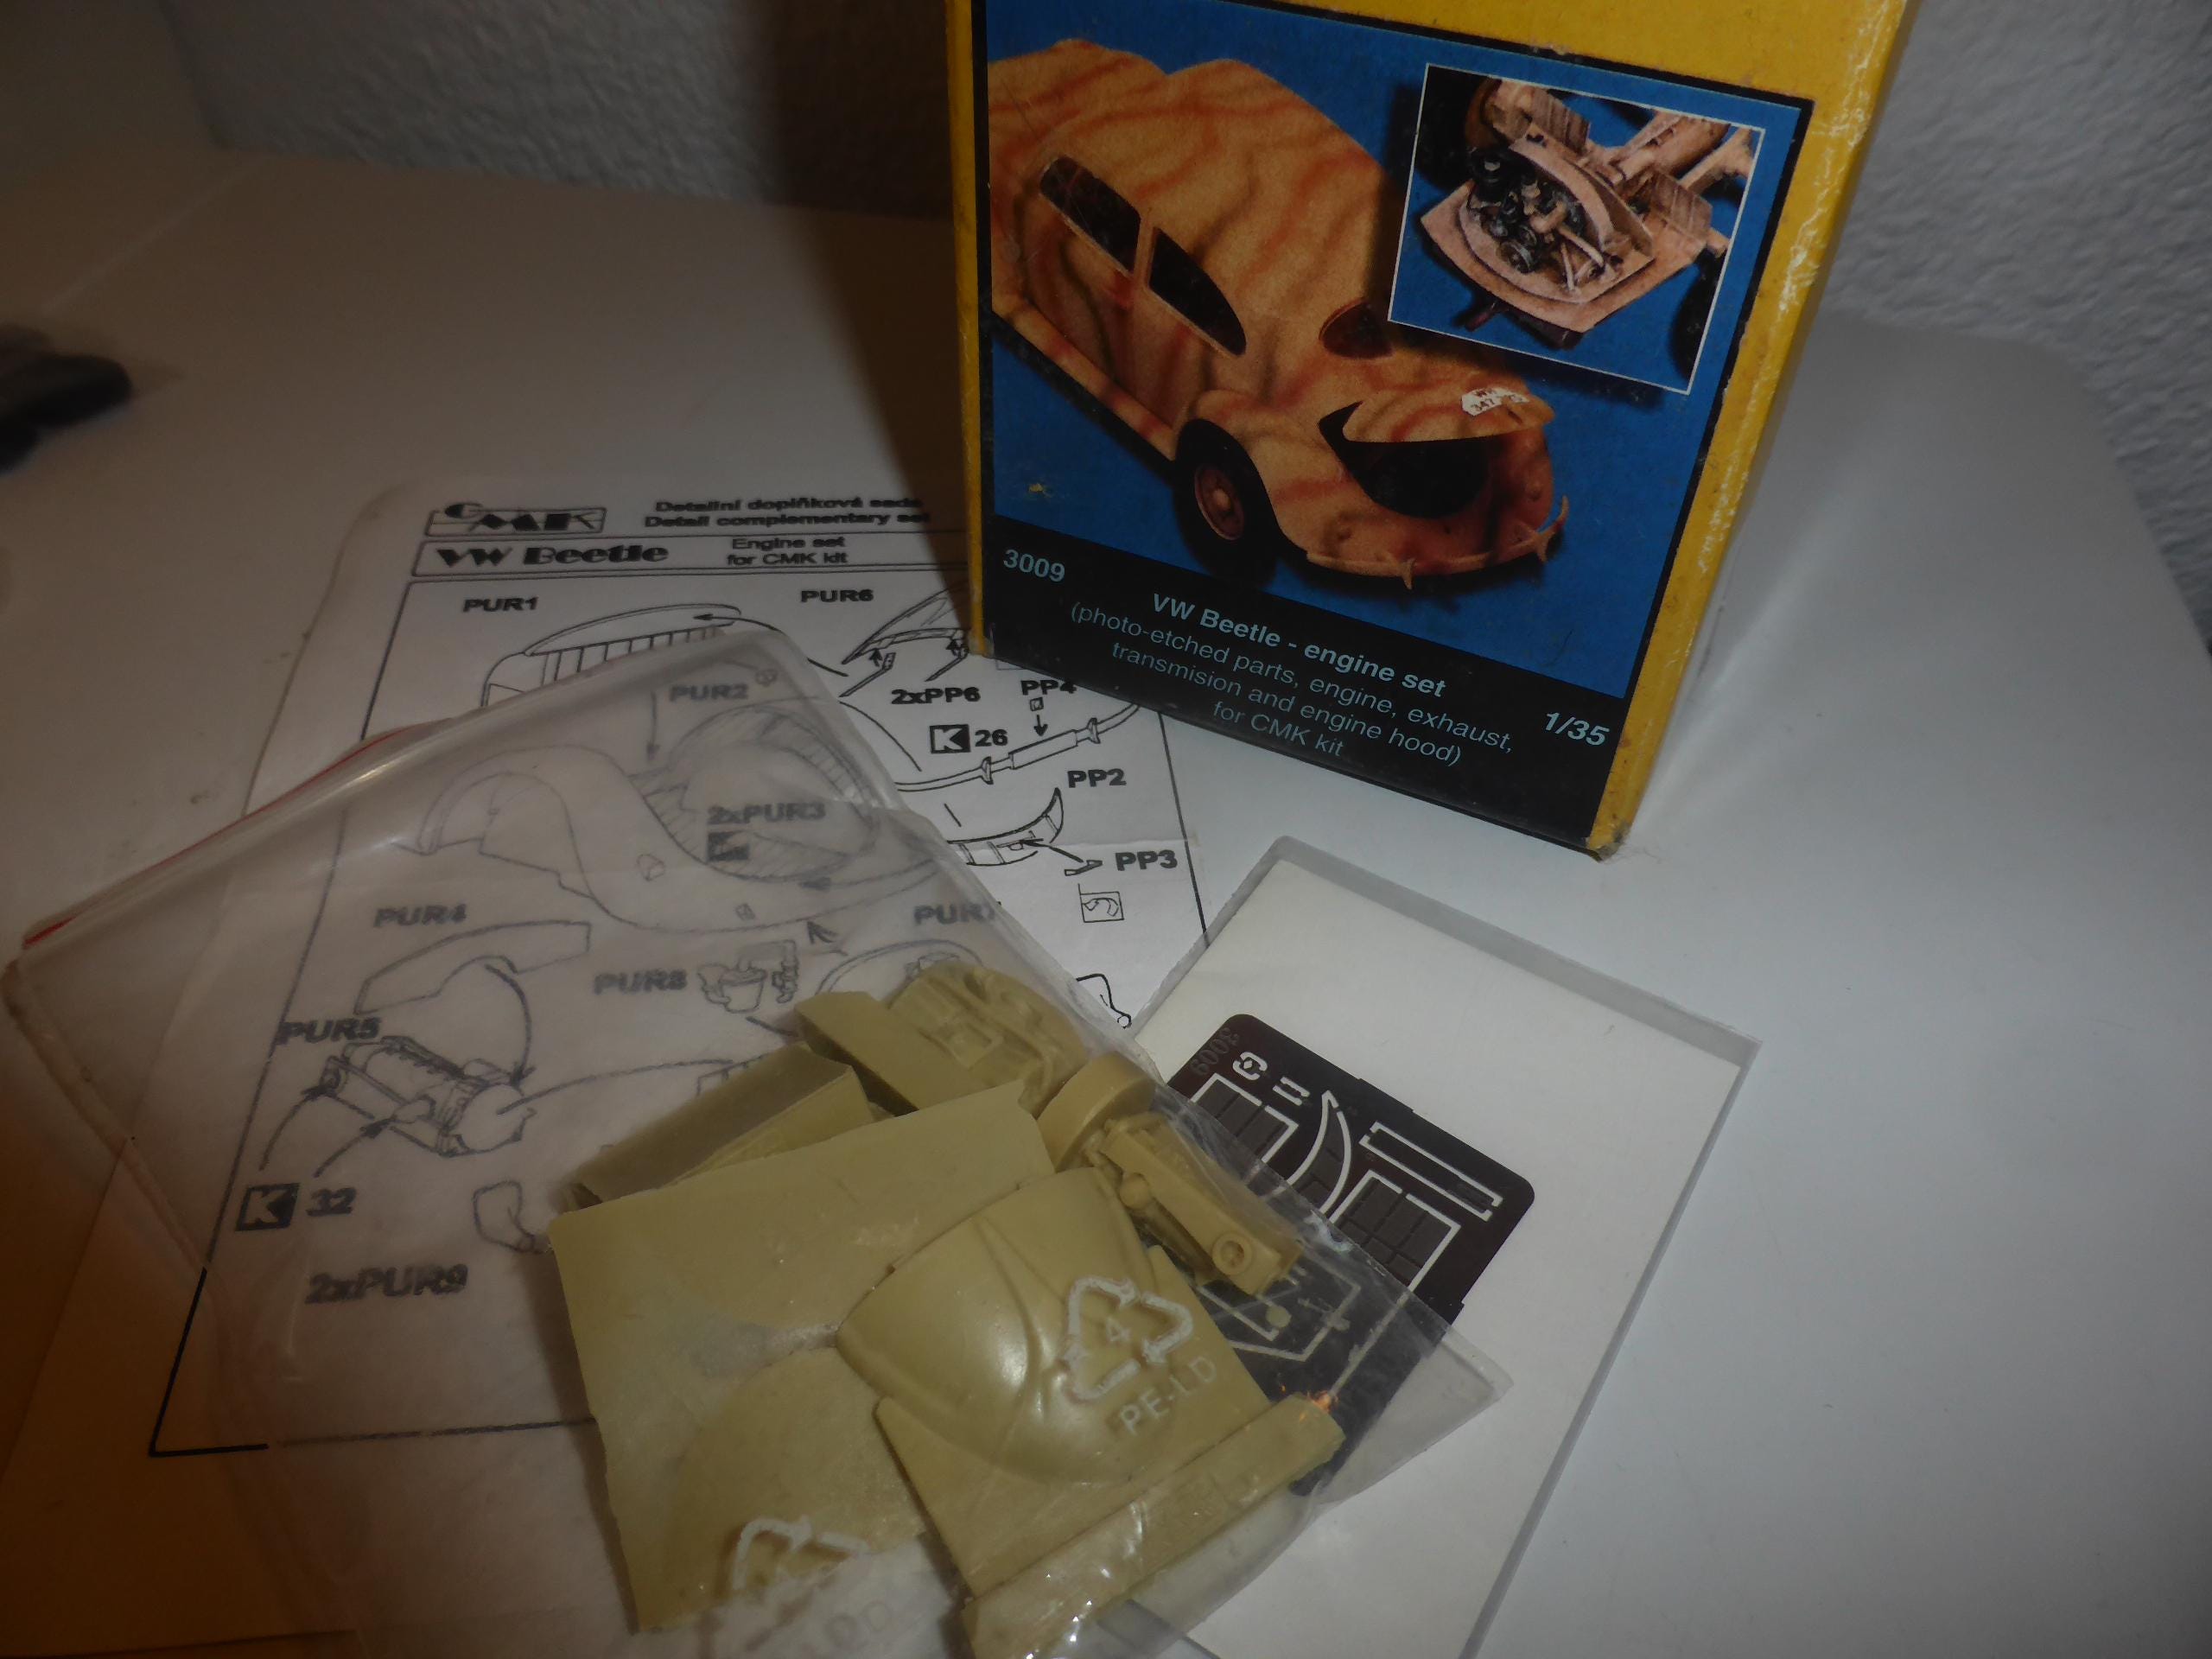 WH
3009
VW Beetle - engine set
(photo-etched parts, engine, exhaust,
transmision and engine hood)
for CMK kit
1/35
CMK
Detailní doplňková sada
Detail complementary set
VW Beetle
Engine set
for CMK kit
PUR1
PUR6
PUR2
2xPP6
PP4
K 26
2xPUR3
K
PP2
PP3
PUR4
PUR8
PUR5
K 32
2xPUR9
3009
4
PE-LD